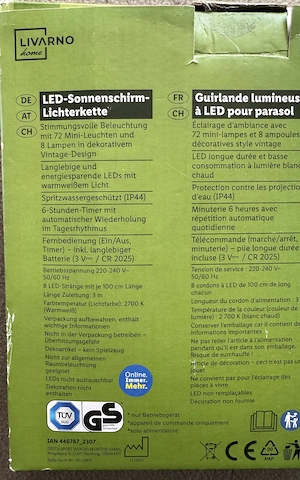 LIVARNO
home
DE
AT
CH
LED-Sonnenschirm-
Lichterkette*
Stimmungsvolle Beleuchtung
mit 72 Mini-Leuchten und
8 Lampen in dekorativem
Vintage-Design
Langlebige und
energiesparende LEDs mit
warmweißem Licht
Spritzwassergeschützt (IP44)
6-Stunden-Timer mit
automatischer Wiederholung
im Tagesrhythmus
Fernbedienung (Ein/Aus,
Timer) – inkl. langlebiger
Batterie (3 V / CR 2025)
Betriebsspannung 220-240 V~
50/60 Hz
8 LED-Stränge mit je 100 cm
Länge
Länge Zuleitung: 3 m
Farbtemperatur (Lichtfarbe): 2700 K
(Warmweiß)
Verpackung aufbewahren, enthält
wichtige Informationen
Nicht in der Verpackung betreiben –
Überhitzungsgefahr
Dekoartikel – kein Spielzeug
Nicht zur allgemeinen
Raumbeleuchtung
geeignet
LEDs nicht austauschbar
Dekoration nicht
enthalten
Online.
Immer.
Mehr.
TÜV
SÜD
GS
* nur Betriebsgerät
*appareil de commande uniquement
*solo alimentatore
IAN 446787_2307
FR
CH
Guirlande lumineus
à LED pour parasol
Éclairage d'ambiance avec
72 mini-lampes et 8 ampoules
décoratives style vintage
LED longue durée et basse
consommation à lumière blanc
chaud
Protection contre les projection
d'eau (IP44)
Minuterie 6 heures avec
répétition automatique
quotidienne
Télécommande (marche/arrêt,
minuterie) – pile longue durée
incluse (3 V / CR 2025)
Tension de service : 220-240 V~
50/60 Hz
8 cordons à LED de 100 cm de long
chacun
Longueur du cordon d'alimentation : 3
Température de la couleur (couleur de
lumière) : 2 700 K (blanc chaud)
Conserver l'emballage car il contient de
informations importantes
Ne pas relier l'article à l'alimentation
pendant qu'il est dans son emballage.
Risque de surchauffe !
Article de décoration – ceci n'est pas un
jouet
Ne convient pas pour l'éclairage de
pièces à vivre
LED non remplaçables
Décoration non fournie
CE
20
PAP